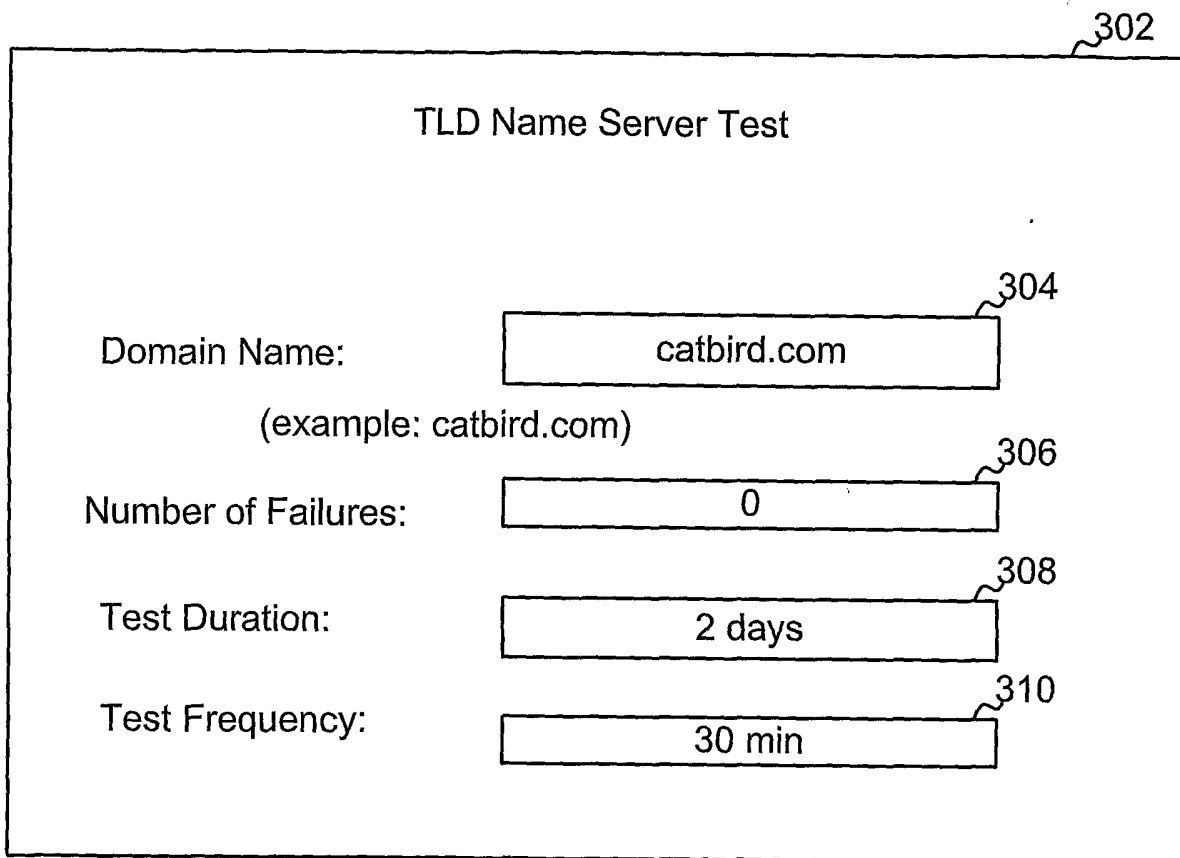 302
TLD Name Server Test
304
Domain Name: catbird.com
(example: catbird.com)
306
Number of Failures: 0
308
Test Duration: 2 days
310
Test Frequency: 30 min